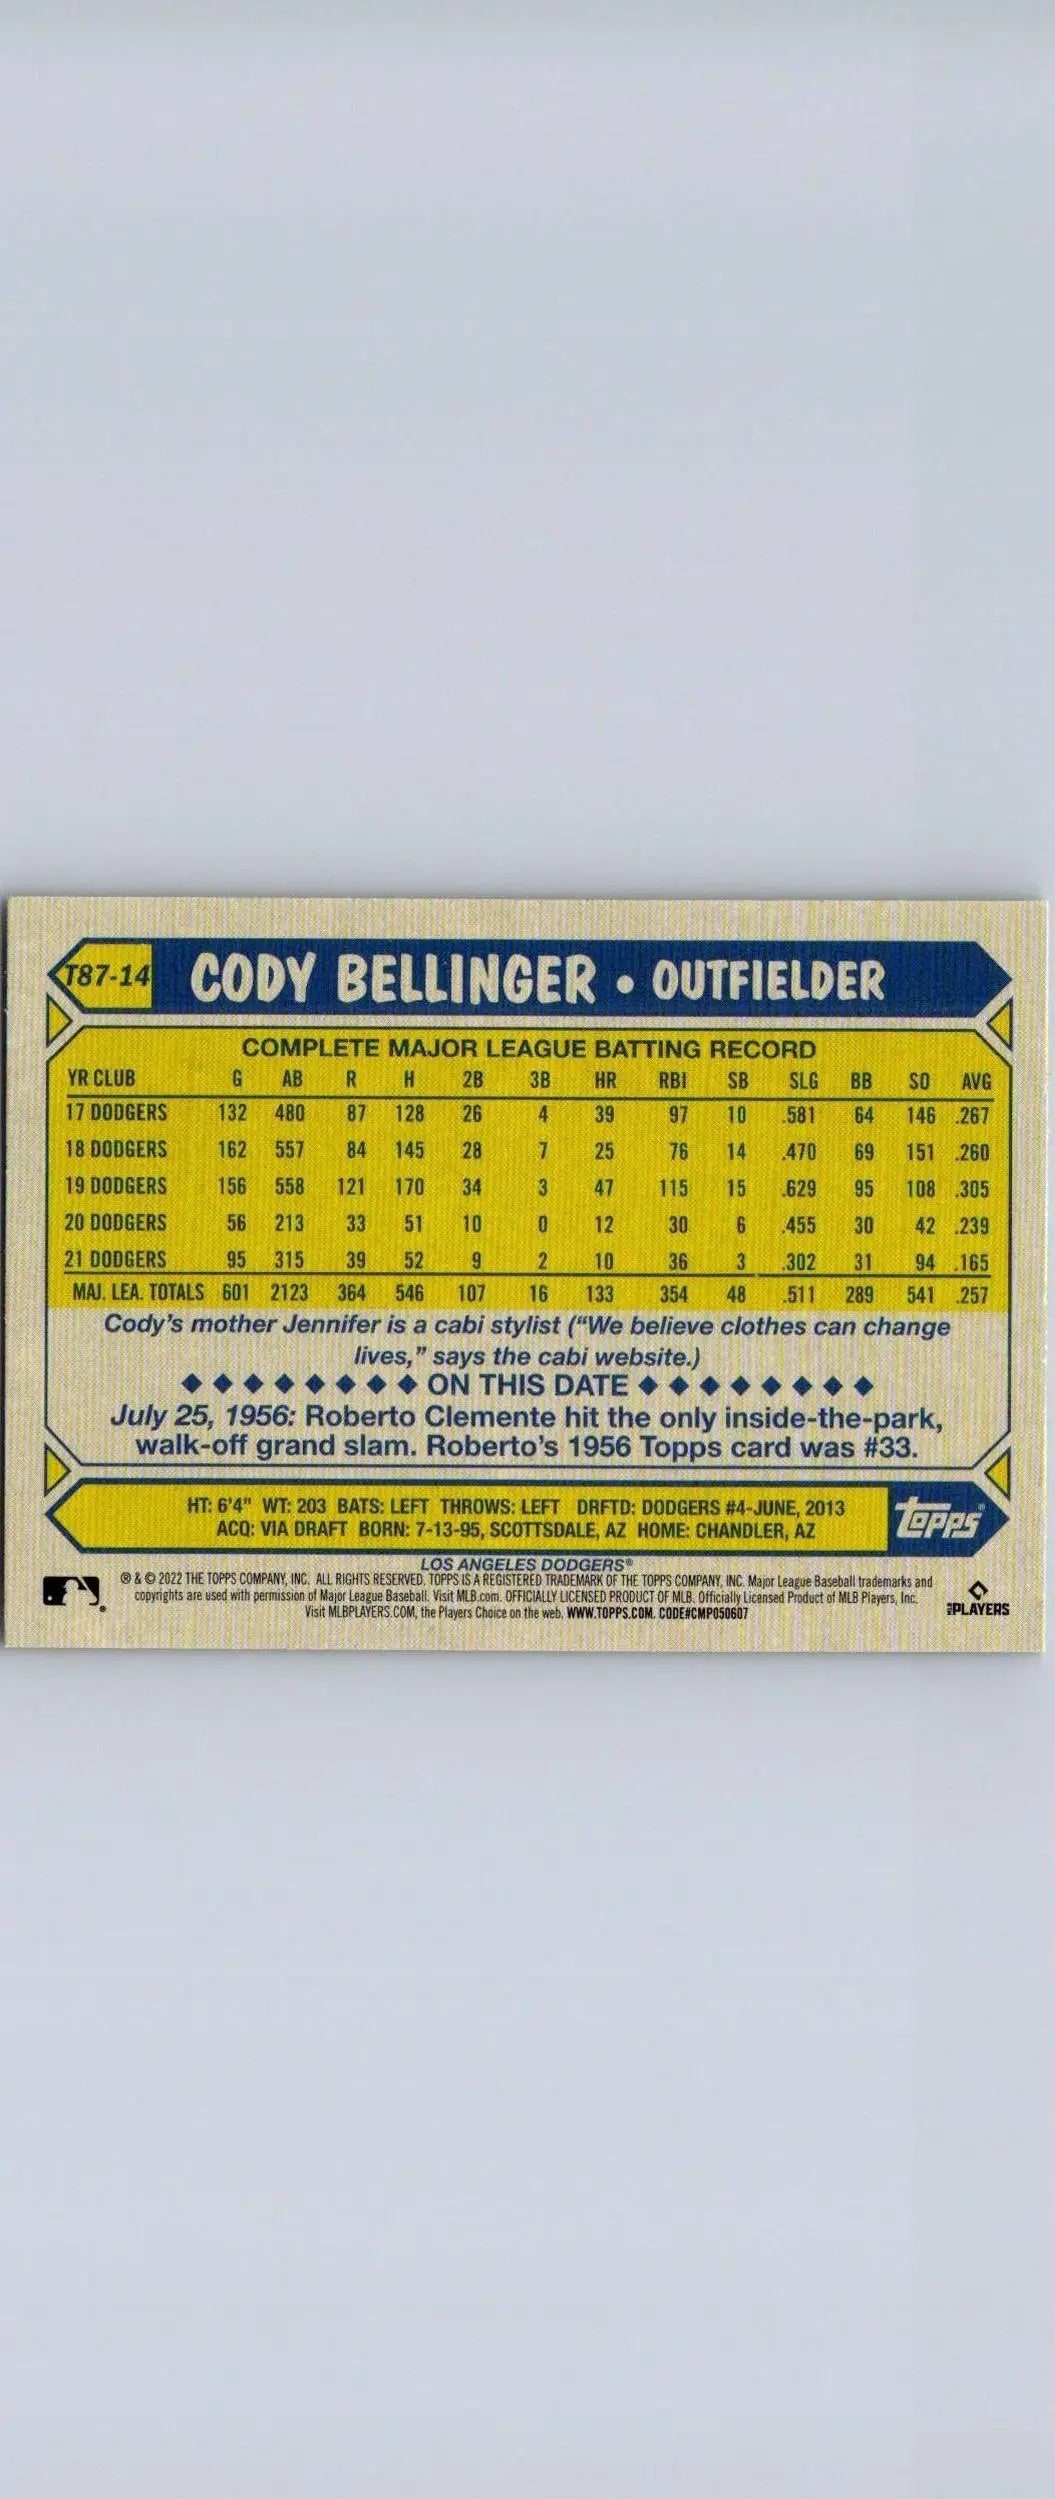 T87-14 CODY BELLINGER • OUTFIELDER
COMPLETE MAJOR LEAGUE BATTING RECORD
YR CLUB G AB R H 2B 3B HR RBI SB SLG BB SO AVG
17 DODGERS 132 480 87 128 26 4 39 97 10 .581 64 146 .267
18 DODGERS 162 557 84 145 28 7 25 76 14 .470 69 151 .260
19 DODGERS 156 558 121 170 34 3 47 115 15 .629 95 108 .305
20 DODGERS 56 213 33 51 10 0 12 30 6 .455 30 42 .239
21 DODGERS 95 315 39 52 9 2 10 36 3 .302 31 94 .165
MAJ. LEA. TOTALS 601 2123 364 546 107 16 133 354 48 .511 289 541 .257
Cody's mother Jennifer is a cabi stylist (“We believe clothes can change
lives,” says the cabi website.)
◆ ◆ ◆ ◆ ◆ ◆ ◆ ◆ ON THIS DATE ◆ ◆ ◆ ◆ ◆ ◆ ◆ ◆
July 25, 1956: Roberto Clemente hit the only inside-the-park,
walk-off grand slam. Roberto's 1956 Topps card was #33.
HT: 6'4" WT: 203 BATS: LEFT THROWS: LEFT DRFTD: DODGERS #4-JUNE, 2013
ACQ: VIA DRAFT BORN: 7-13-95, SCOTTSDALE, AZ HOME: CHANDLER, AZ
topps®
LOS ANGELES DODGERS®
® & © 2022 THE TOPPS COMPANY, INC. ALL RIGHTS RESERVED. TOPPS IS A REGISTERED TRADEMARK OF THE TOPPS COMPANY, INC. Major League Baseball trademarks and
copyrights are used with permission of Major League Baseball. Visit MLB.com. OFFICIALLY LICENSED PRODUCT OF MLB. Officially Licensed Product of MLB Players, Inc.
Visit MLBPLAYERS.COM, the Players Choice on the web. WWW.TOPPS.COM. CODE#CMP050607
MLB PLAYERS